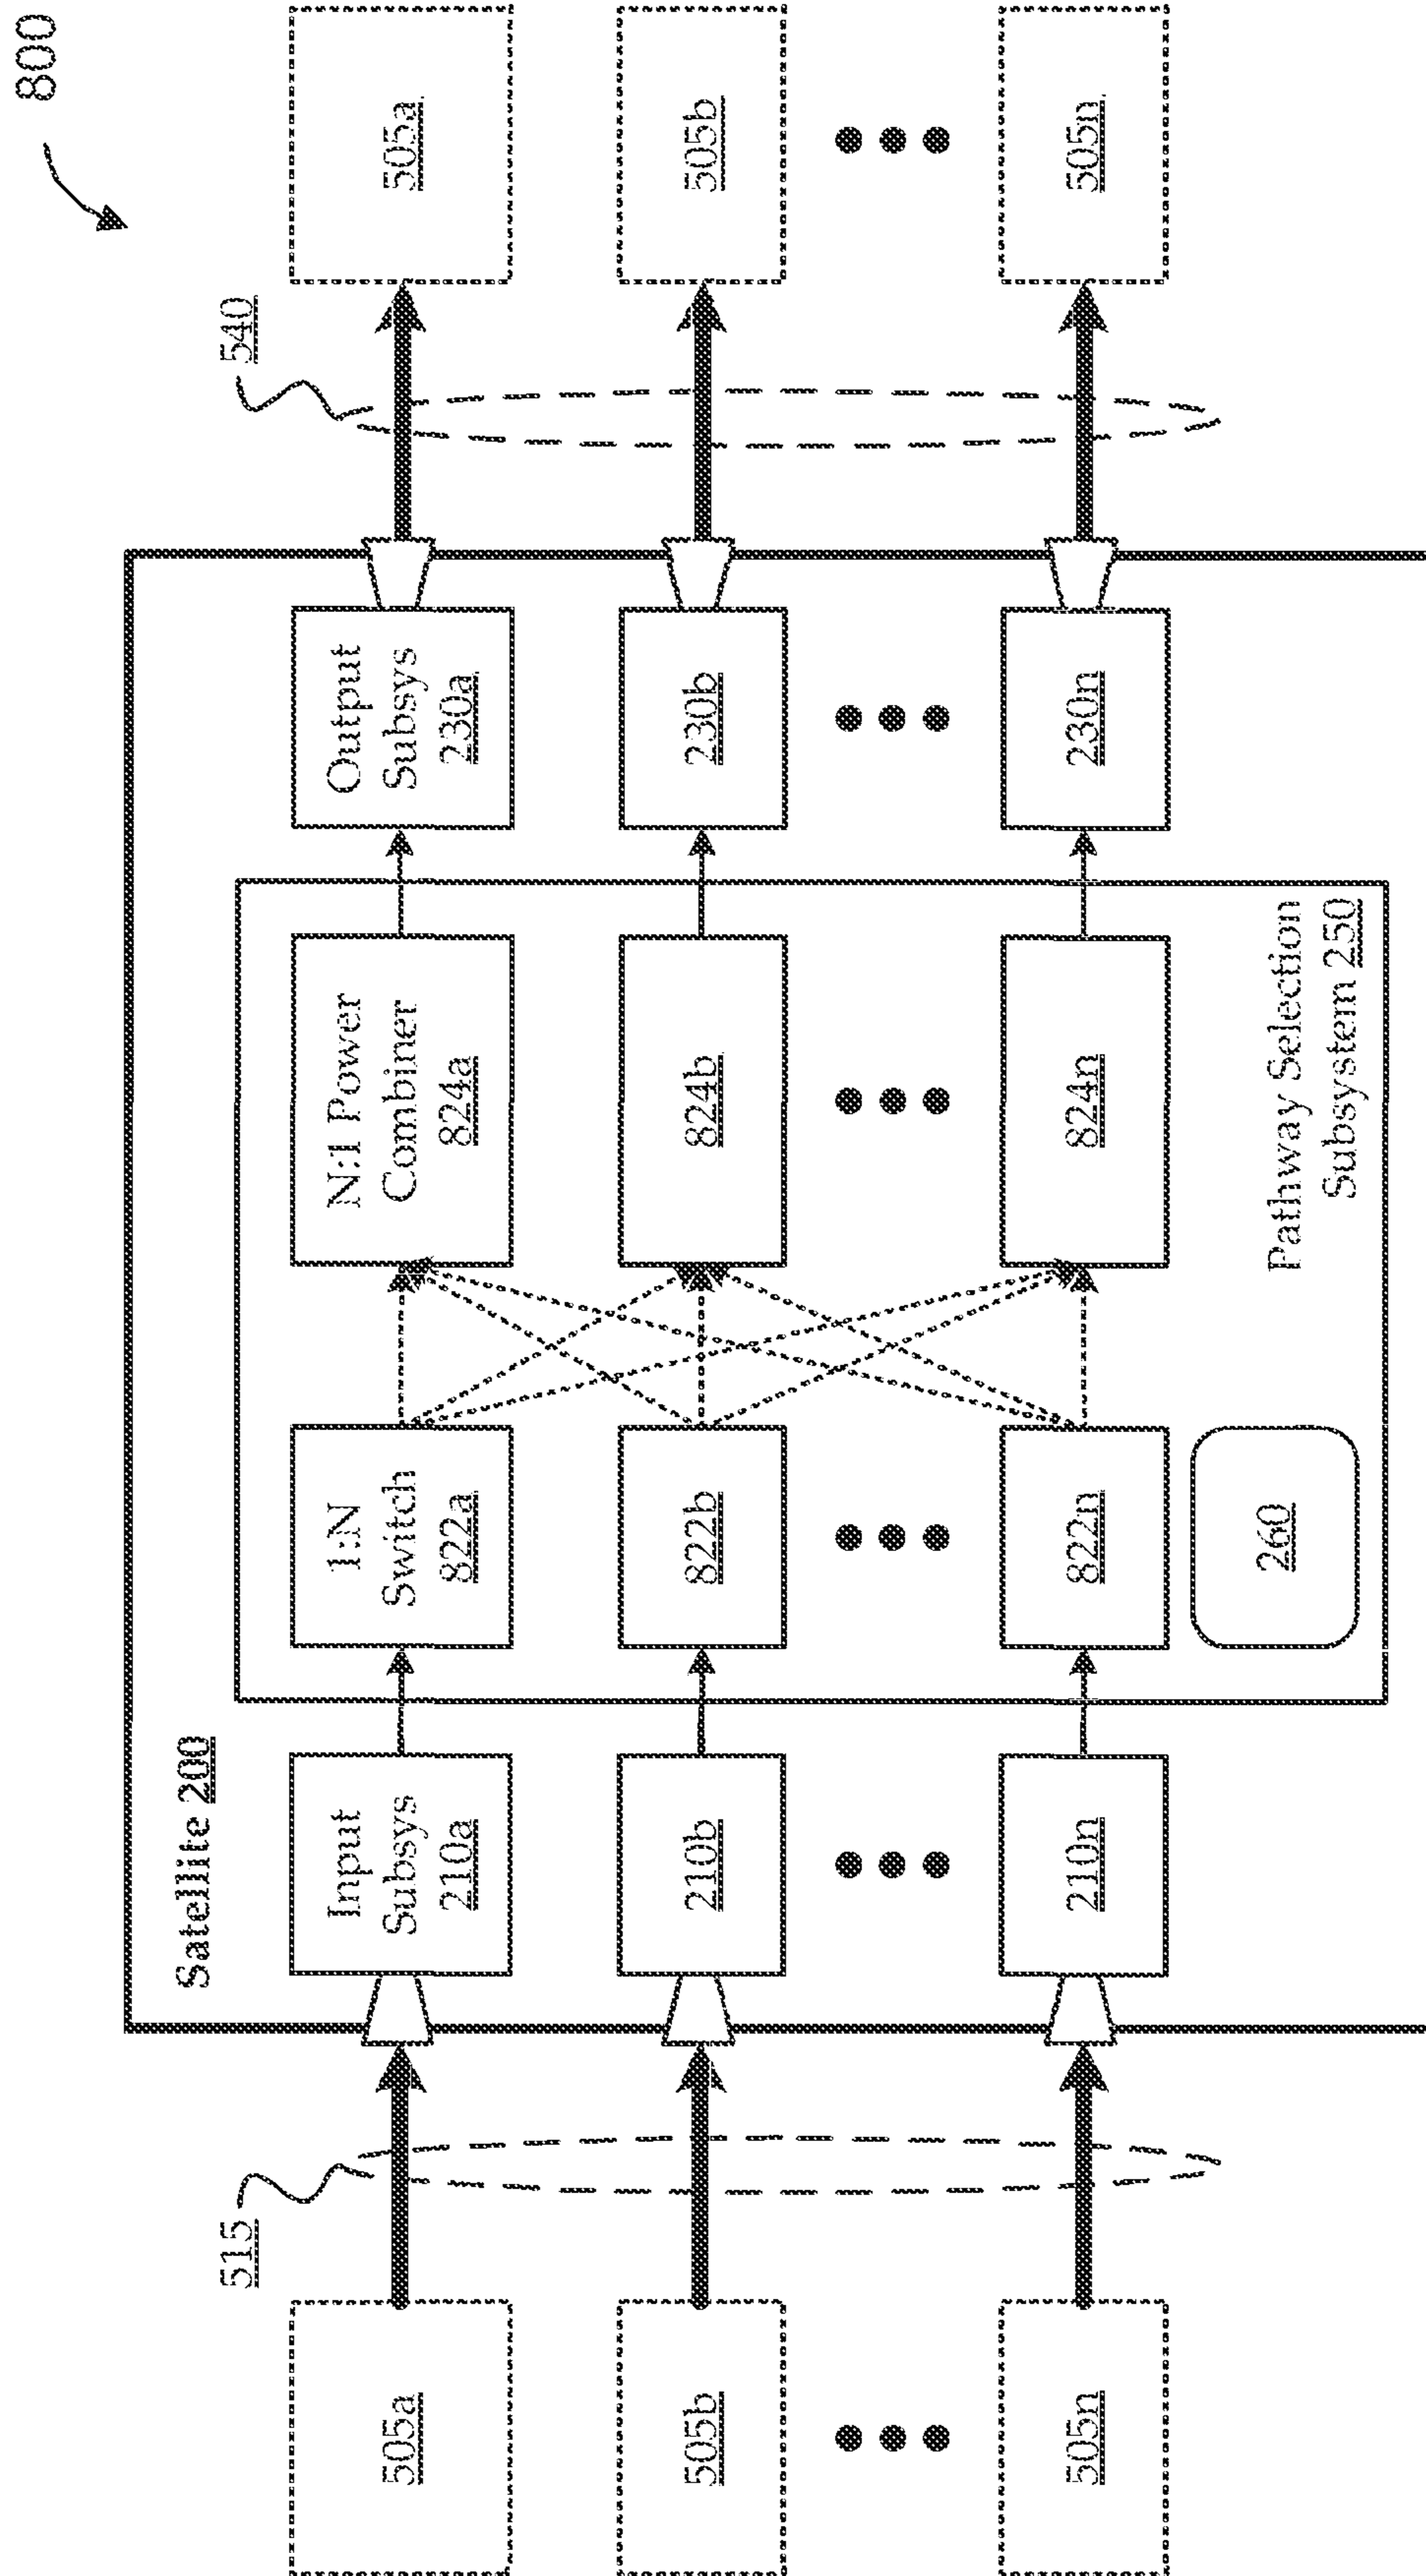 800
515
540
Satellite 200
505a
Input
Subsys
210a
1:N
Switch
822a
N:1 Power
Combiner
824a
Output
Subsys
230a
505a
505b
210b
822b
824b
230b
505b
505n
210n
822n
824n
230n
505n
260
Pathway Selection
Subsystem 250